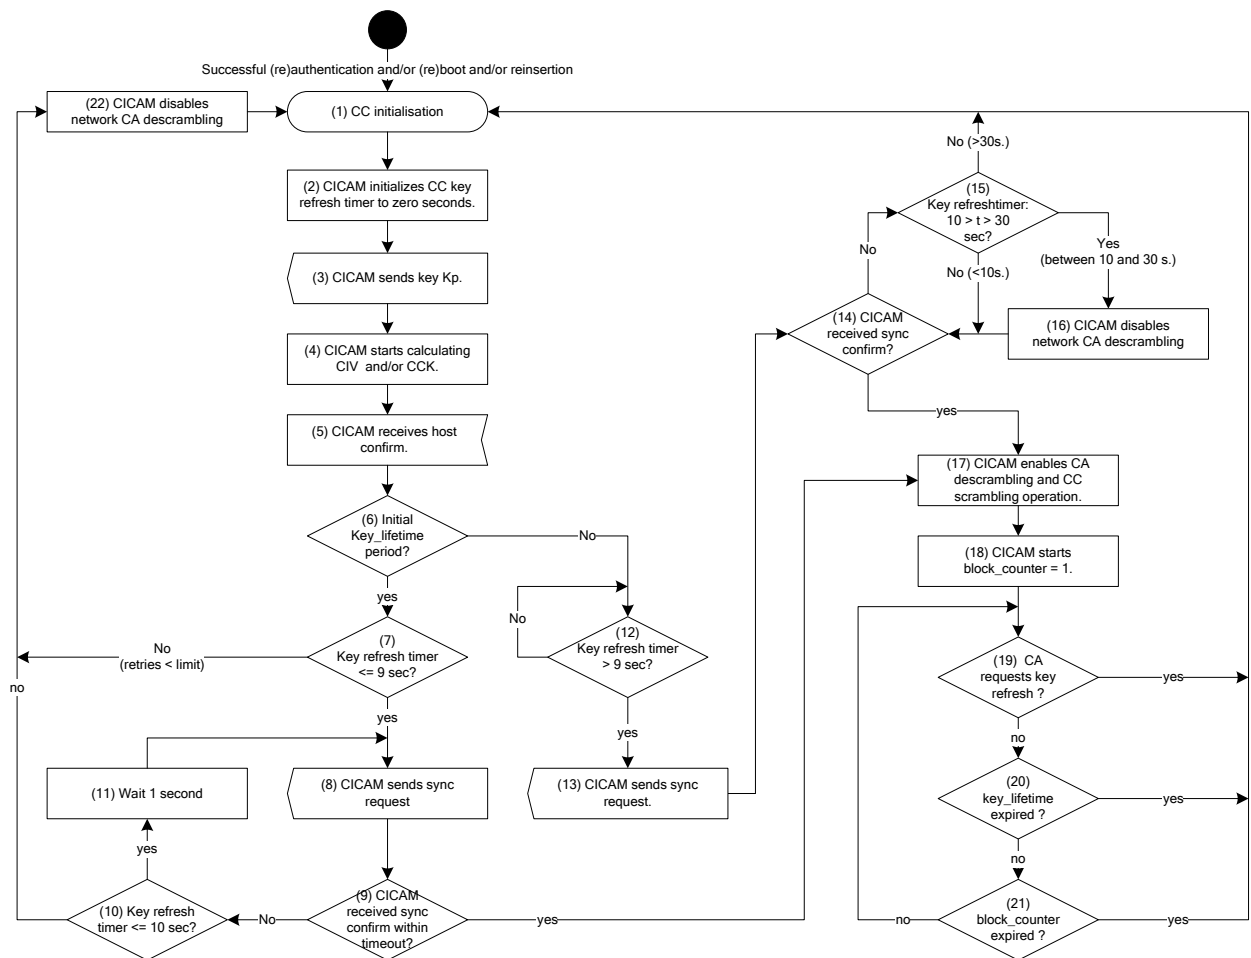 Successful (re)authentication and/or (re)boot and/or reinsertion
(22) CICAM disables
network CA descrambling
(1) CC initialisation
(2) CICAM initializes CC key
refresh timer to zero seconds.
(3) CICAM sends key Kp.
(4) CICAM starts calculating
CIV and/or CCK.
(5) CICAM receives host
confirm.
(6) Initial
Key_lifetime
period?
No
yes
(7)
Key refresh timer
<= 9 sec?
No
(retries < limit)
no
yes
(8) CICAM sends sync
request
(9) CICAM
received sync
confirm within
timeout?
No
yes
(10) Key refresh
timer <= 10 sec?
yes
(11) Wait 1 second
(12)
Key refresh timer
> 9 sec?
No
yes
(13) CICAM sends sync
request.
(14) CICAM
received sync
confirm?
No
yes
(15)
Key refreshtimer:
10 > t > 30
sec?
No (>30s.)
No (<10s.)
Yes
(between 10 and 30 s.)
(16) CICAM disables
network CA descrambling
(17) CICAM enables CA
descrambling and CC
scrambling operation.
(18) CICAM starts
block_counter = 1.
(19) CA
requests key
refresh ?
yes
no
(20)
key_lifetime
expired ?
yes
no
(21)
block_counter
expired ?
no
yes